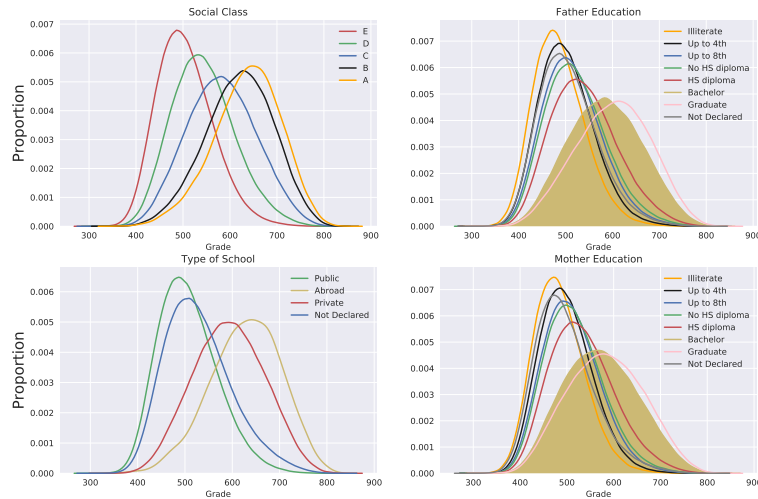 Social Class
Proportion
0.007
0.006
0.005
0.004
0.003
0.002
0.001
0.000
300 400 500 600 700 800 900
Grade
E
D
C
B
A
Father Education
0.007
0.006
0.005
0.004
0.003
0.002
0.001
0.000
300 400 500 600 700 800 900
Grade
Illiterate
Up to 4th
Up to 8th
No HS diploma
HS diploma
Bachelor
Graduate
Not Declared
Type of School
Proportion
0.006
0.005
0.004
0.003
0.002
0.001
0.000
300 400 500 600 700 800 900
Grade
Public
Abroad
Private
Not Declared
Mother Education
0.007
0.006
0.005
0.004
0.003
0.002
0.001
0.000
300 400 500 600 700 800 900
Grade
Illiterate
Up to 4th
Up to 8th
No HS diploma
HS diploma
Bachelor
Graduate
Not Declared